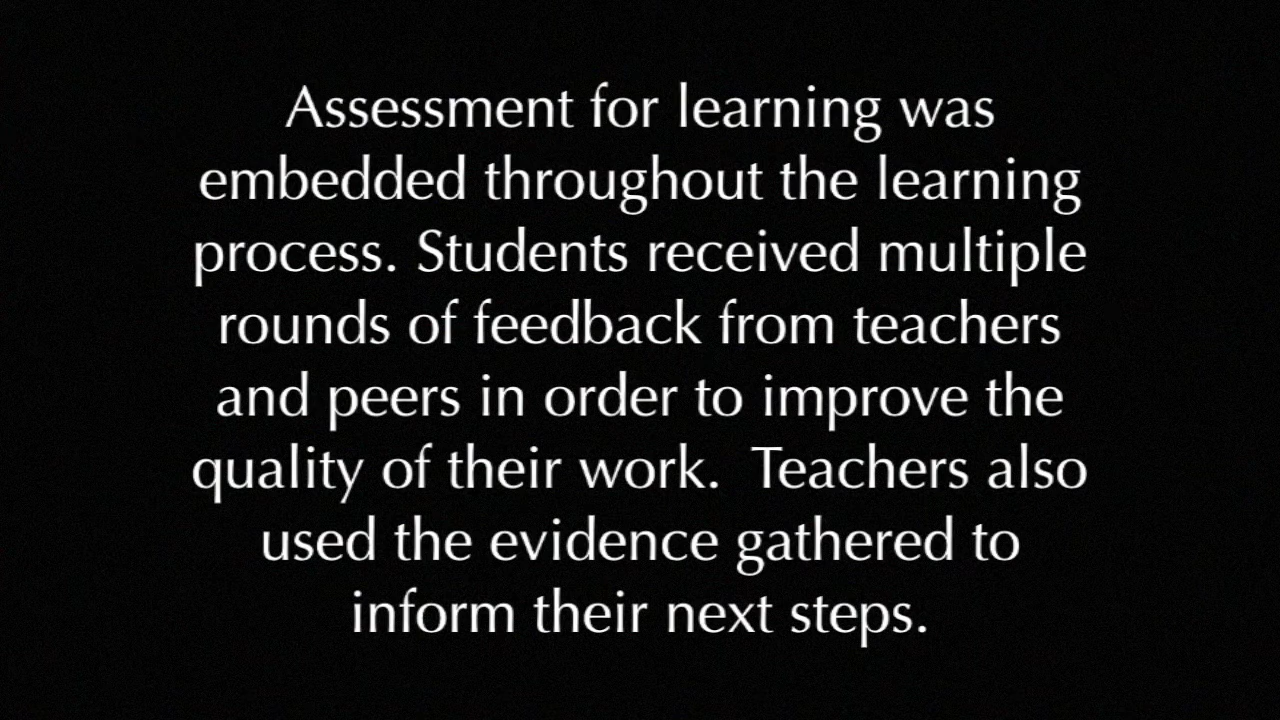 Assessment for learning was
embedded throughout the learning
process. Students received multiple
rounds of feedback from teachers
and peers in order to improve the
quality of their work.  Teachers also
used the evidence gathered to
inform their next steps.